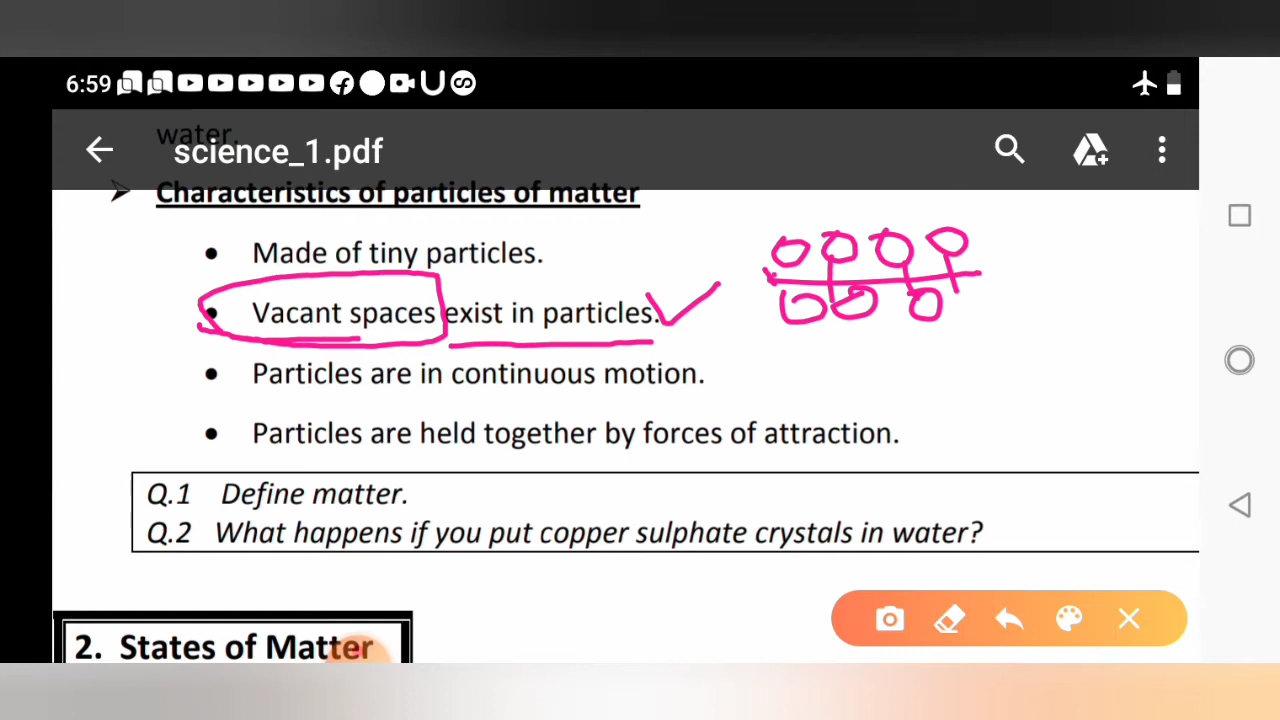 6:59
water.
science_1.pdf
Characteristics of particles of matter
• Made of tiny particles.
• Vacant spaces exist in particles.
• Particles are in continuous motion.
• Particles are held together by forces of attraction.
Q.1 Define matter.
Q.2 What happens if you put copper sulphate crystals in water?
2. States of Matter